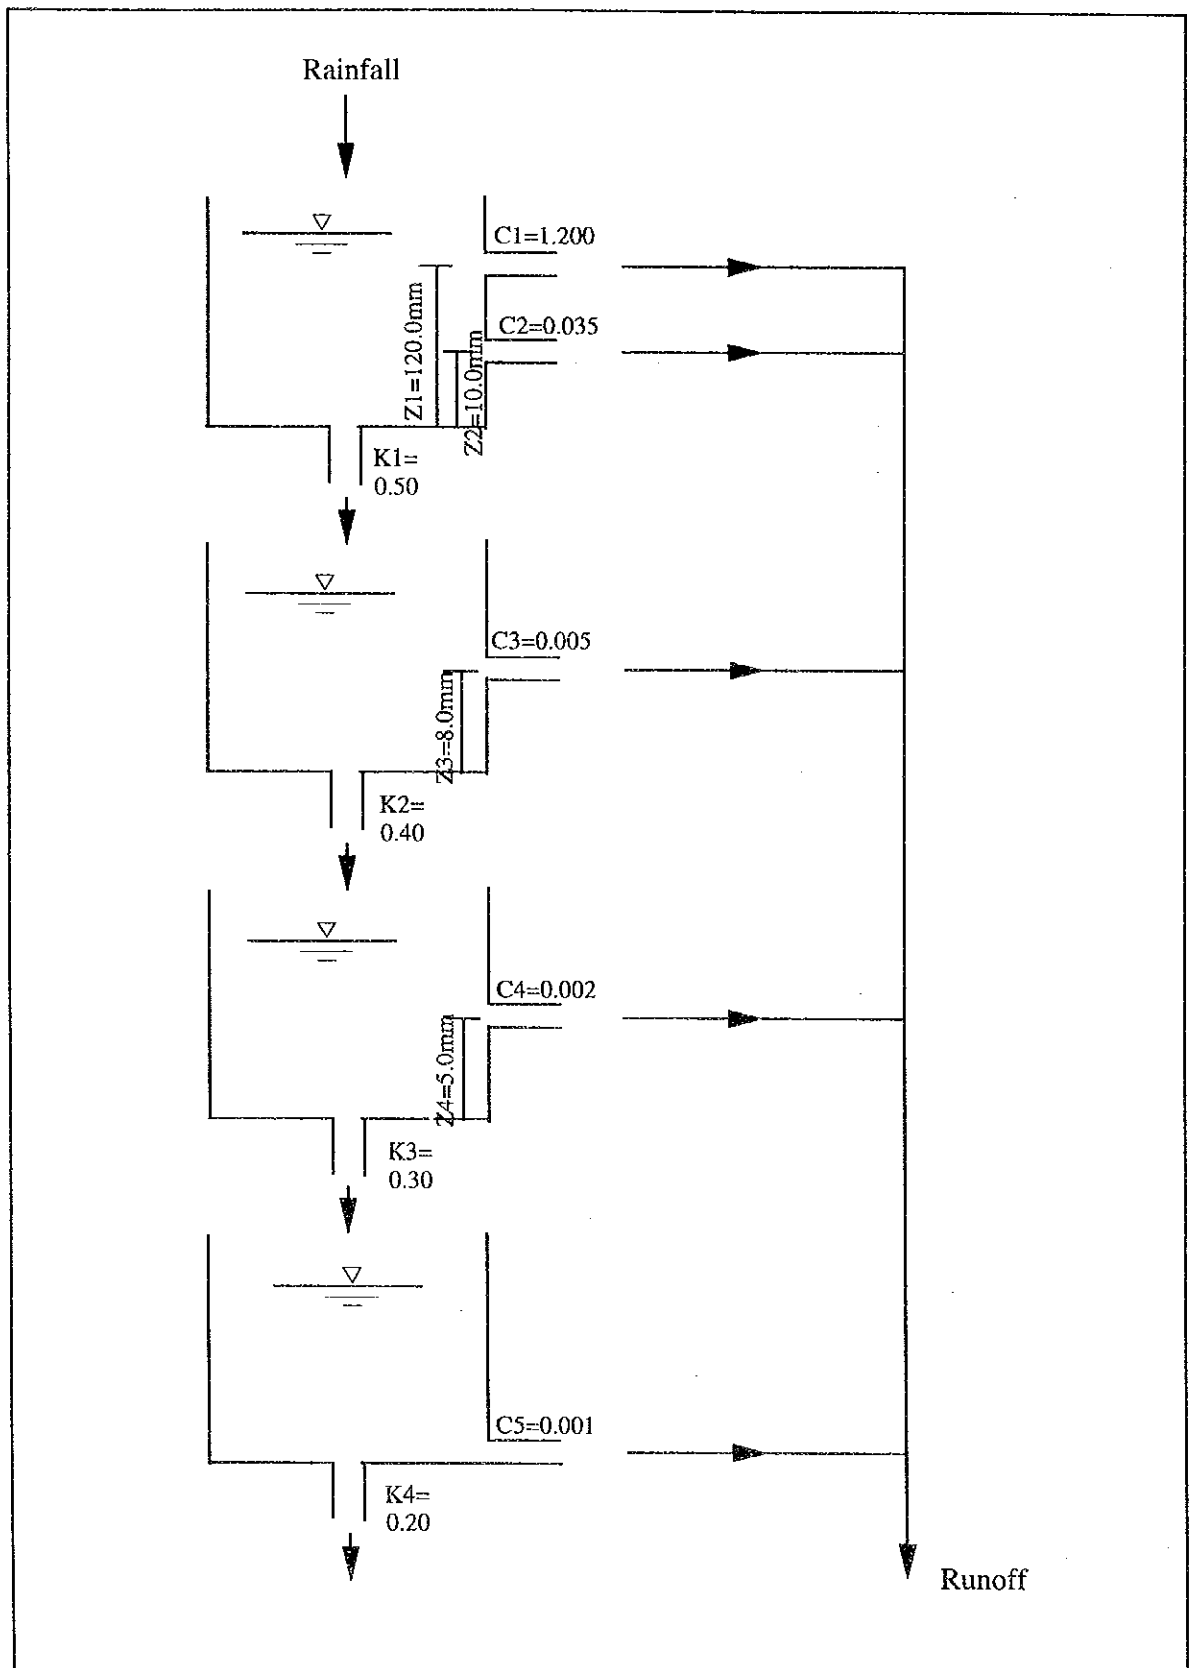 Rainfall
C1=1.200
Z1=120.0mm
C2=0.035
Z2=10.0mm
K1=
0.50
C3=0.005
Z3=8.0mm
K2=
0.40
C4=0.002
Z4=5.0mm
K3=
0.30
C5=0.001
K4=
0.20
Runoff